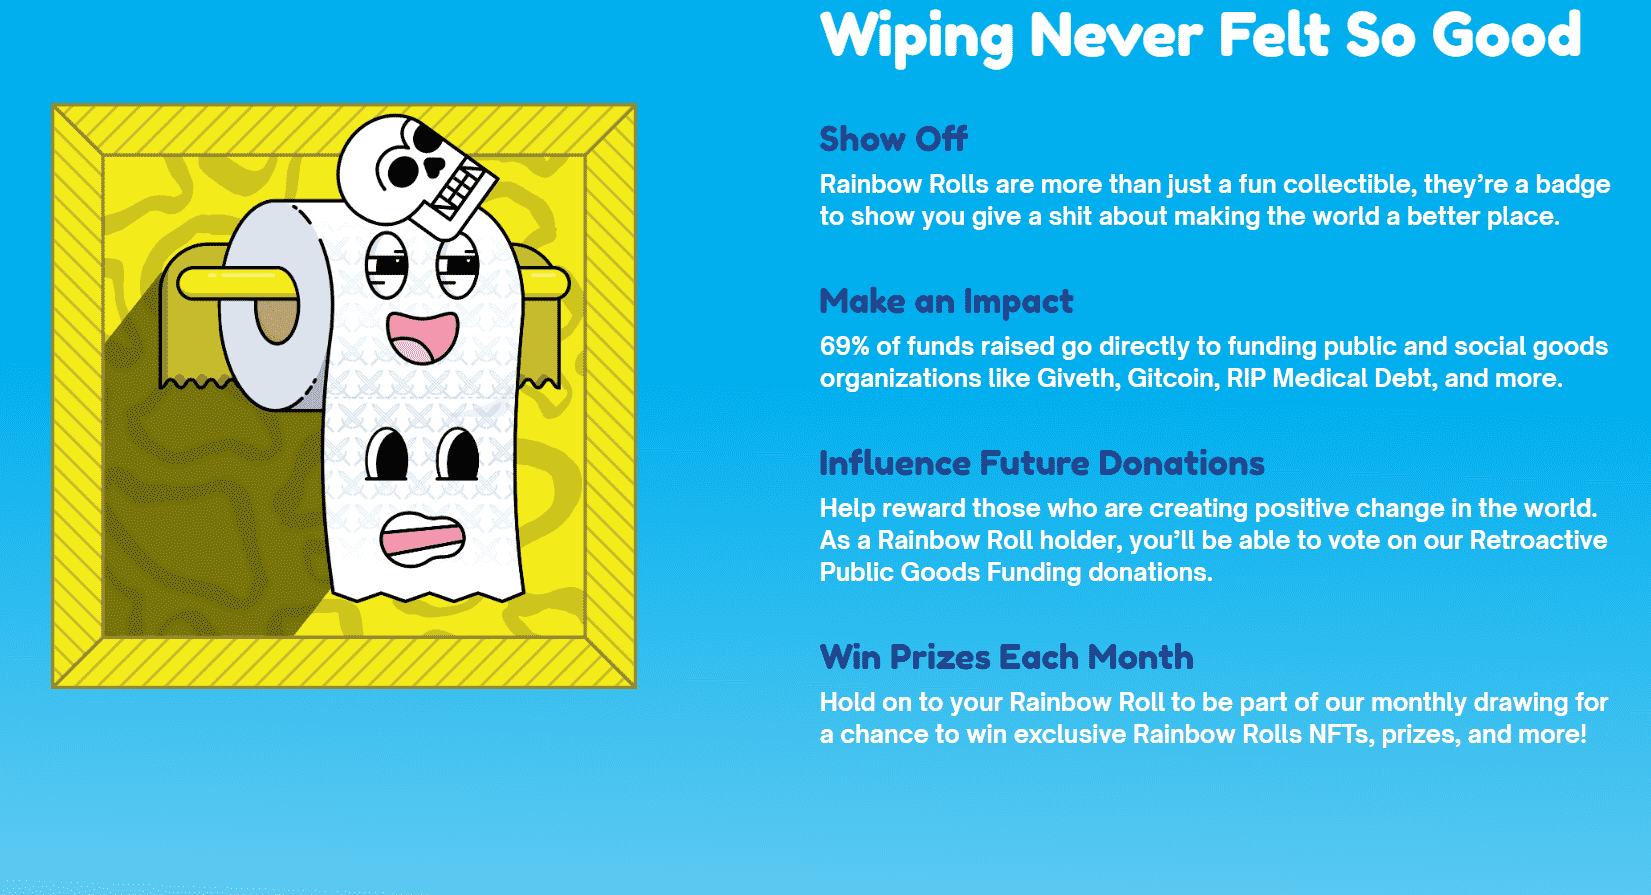 Wiping Never Felt So Good
Show Off
Rainbow Rolls are more than just a fun collectible, they’re a badge
to show you give a shit about making the world a better place.
Make an Impact
69% of funds raised go directly to funding public and social goods
organizations like Giveth, Gitcoin, RIP Medical Debt, and more.
Influence Future Donations
Help reward those who are creating positive change in the world.
As a Rainbow Roll holder, you’ll be able to vote on our Retroactive
Public Goods Funding donations.
Win Prizes Each Month
Hold on to your Rainbow Roll to be part of our monthly drawing for
a chance to win exclusive Rainbow Rolls NFTs, prizes, and more!